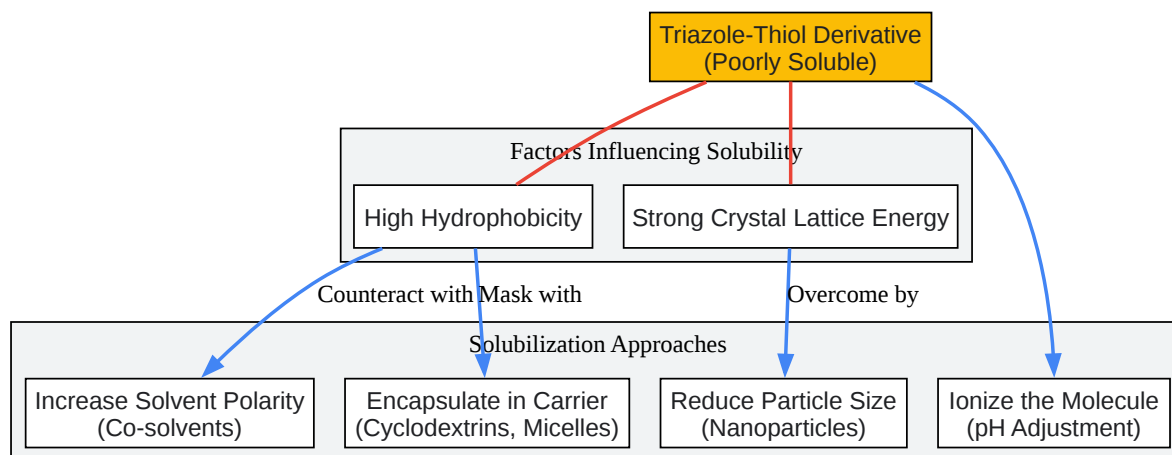 Triazole-Thiol Derivative
(Poorly Soluble)
Factors Influencing Solubility
High Hydrophobicity
Strong Crystal Lattice Energy
Counteract with
Mask with
Overcome by
Solubilization Approaches
Increase Solvent Polarity
(Co-solvents)
Encapsulate in Carrier
(Cyclodextrins, Micelles)
Reduce Particle Size
(Nanoparticles)
Ionize the Molecule
(pH Adjustment)